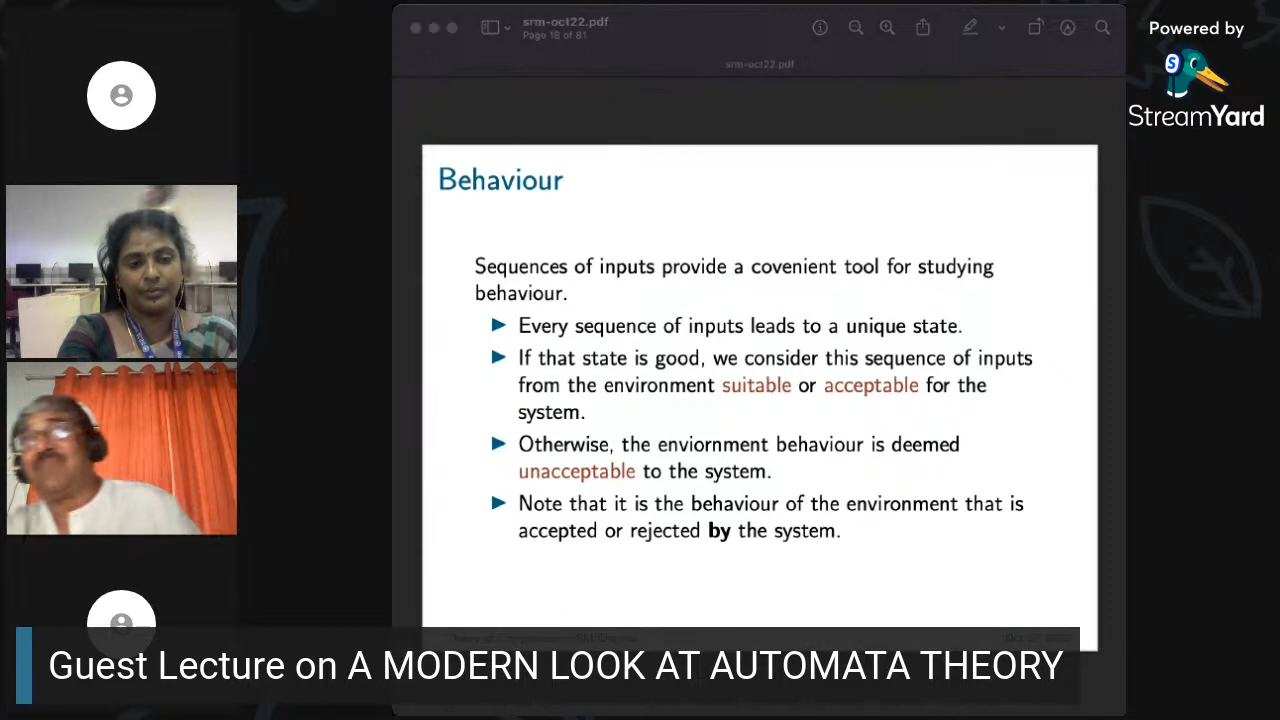 srm-oct22.pdf
Page 18 of 81
srm-oct22.pdf
Powered by
StreamYard
Behaviour
Sequences of inputs provide a covenient tool for studying
behaviour.
Every sequence of inputs leads to a unique state.
If that state is good, we consider this sequence of inputs
from the environment suitable or acceptable for the
system.
Otherwise, the enviornment behaviour is deemed
unacceptable to the system.
Note that it is the behaviour of the environment that is
accepted or rejected by the system.
Guest Lecture on A MODERN LOOK AT AUTOMATA THEORY